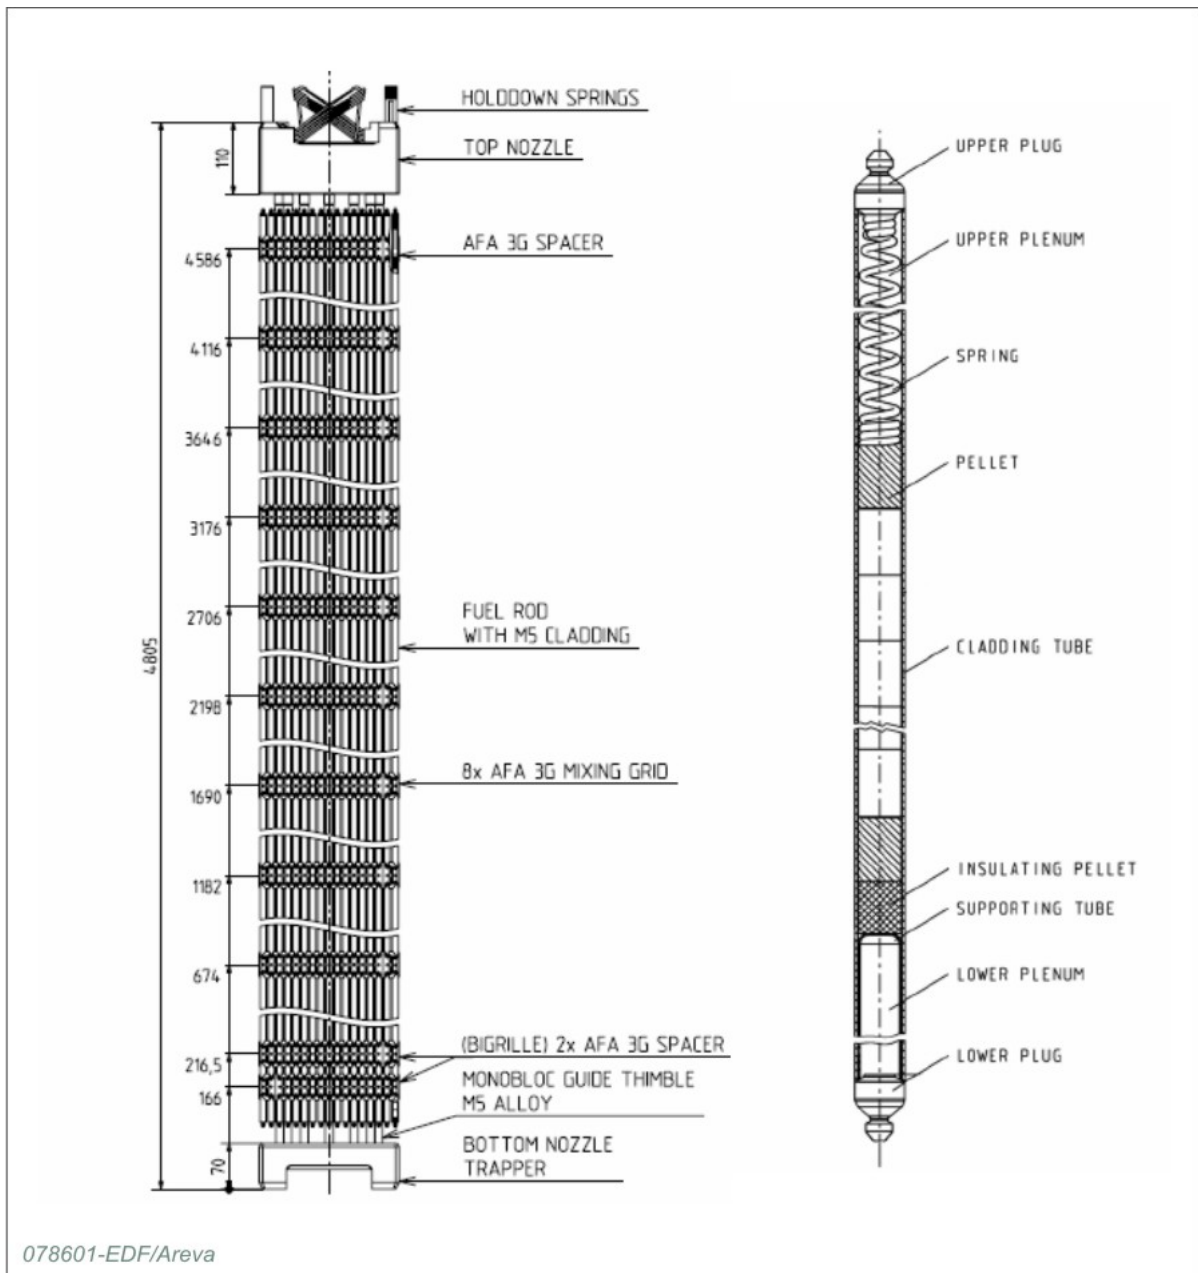 HOLDDOWN SPRINGS
TOP NOZZLE
110
AFA 3G SPACER
4586
4116
3646
3176
2706
FUEL ROD
WITH M5 CLADDING
4805
2198
8x AFA 3G MIXING GRID
1690
1182
674
(BIGRILLE) 2x AFA 3G SPACER
216,5
MONOBLOC GUIDE THIMBLE
M5 ALLOY
166
BOTTOM NOZZLE
TRAPPER
70
UPPER PLUG
UPPER PLENUM
SPRING
PELLET
CLADDING TUBE
INSULATING PELLET
SUPPORTING TUBE
LOWER PLENUM
LOWER PLUG
078601-EDF/Areva